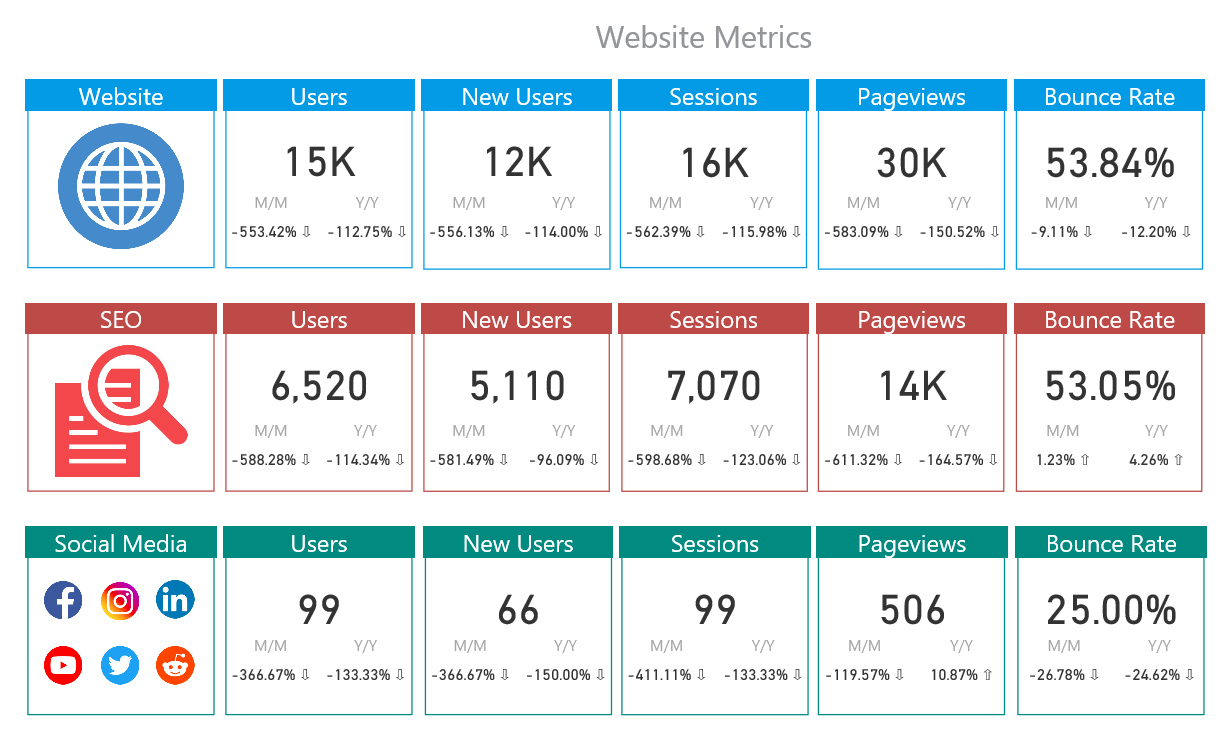 Website Metrics
Website Users New Users Sessions Pageviews Bounce Rate
15K 12K 16K 30K 53.84%
M/M Y/Y M/M Y/Y M/M Y/Y M/M Y/Y M/M Y/Y
-553.42% ⇩ -112.75% ⇩ -556.13% ⇩ -114.00% ⇩ -562.39% ⇩ -115.98% ⇩ -583.09% ⇩ -150.52% ⇩ -9.11% ⇩ -12.20% ⇩
SEO Users New Users Sessions Pageviews Bounce Rate
6,520 5,110 7,070 14K 53.05%
M/M Y/Y M/M Y/Y M/M Y/Y M/M Y/Y M/M Y/Y
-588.28% ⇩ -114.34% ⇩ -581.49% ⇩ -96.09% ⇩ -598.68% ⇩ -123.06% ⇩ -611.32% ⇩ -164.57% ⇩ 1.23% ⇧ 4.26% ⇧
Social Media Users New Users Sessions Pageviews Bounce Rate
99 66 99 506 25.00%
M/M Y/Y M/M Y/Y M/M Y/Y M/M Y/Y M/M Y/Y
-366.67% ⇩ -133.33% ⇩ -366.67% ⇩ -150.00% ⇩ -411.11% ⇩ -133.33% ⇩ -119.57% ⇩ 10.87% ⇧ -26.78% ⇩ -24.62% ⇩